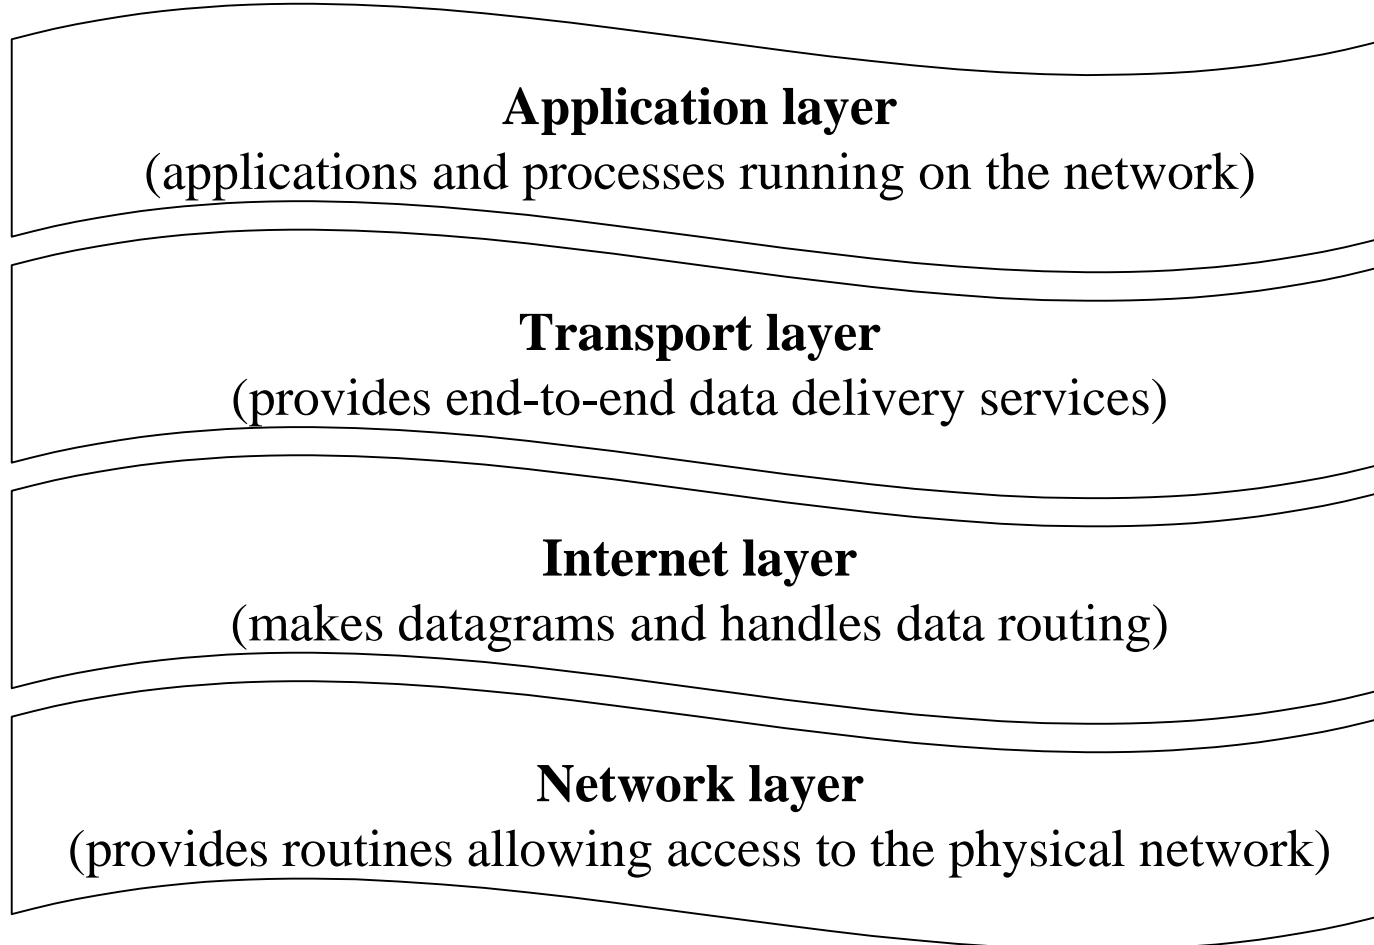 Application layer
(applications and processes running on the network)
Transport layer
(provides end-to-end data delivery services)
Internet layer
(makes datagrams and handles data routing)
Network layer
(provides routines allowing access to the physical network)